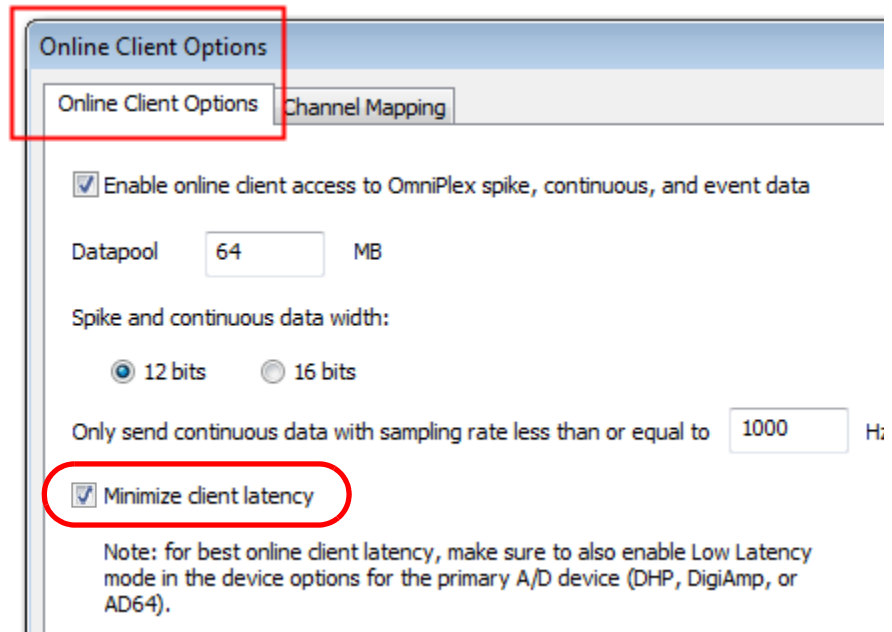 Online Client Options
Online Client Options Channel Mapping
Enable online client access to OmniPlex spike, continuous, and event data
Datapool 64 MB
Spike and continuous data width:
12 bits 16 bits
Only send continuous data with sampling rate less than or equal to 1000 Hz
Minimize client latency
Note: for best online client latency, make sure to also enable Low Latency
mode in the device options for the primary A/D device (DHP, DigiAmp, or
AD64).